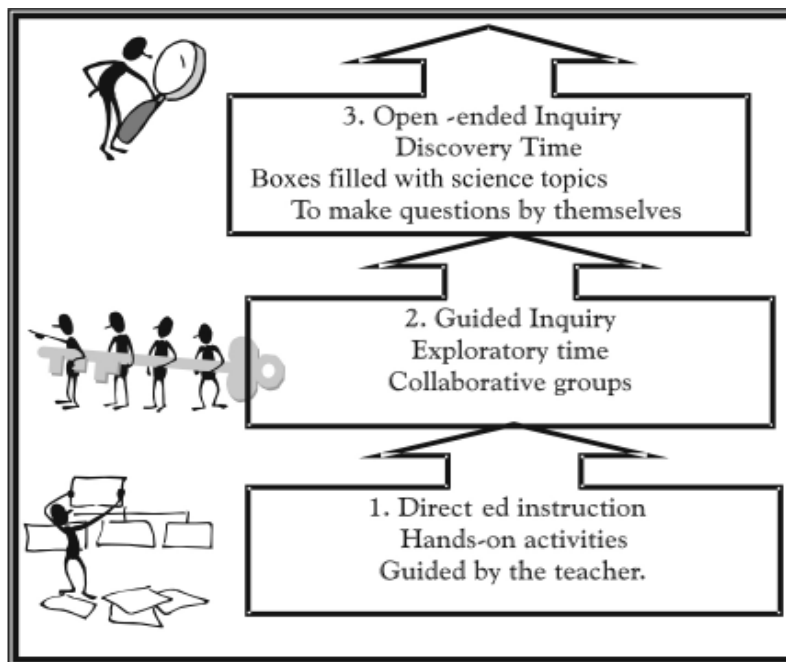 3. Open -ended Inquiry
Discovery Time
Boxes filled with science topics
To make questions by themselves
2. Guided Inquiry
Exploratory time
Collaborative groups
1. Direct ed instruction
Hands-on activities
Guided by the teacher.